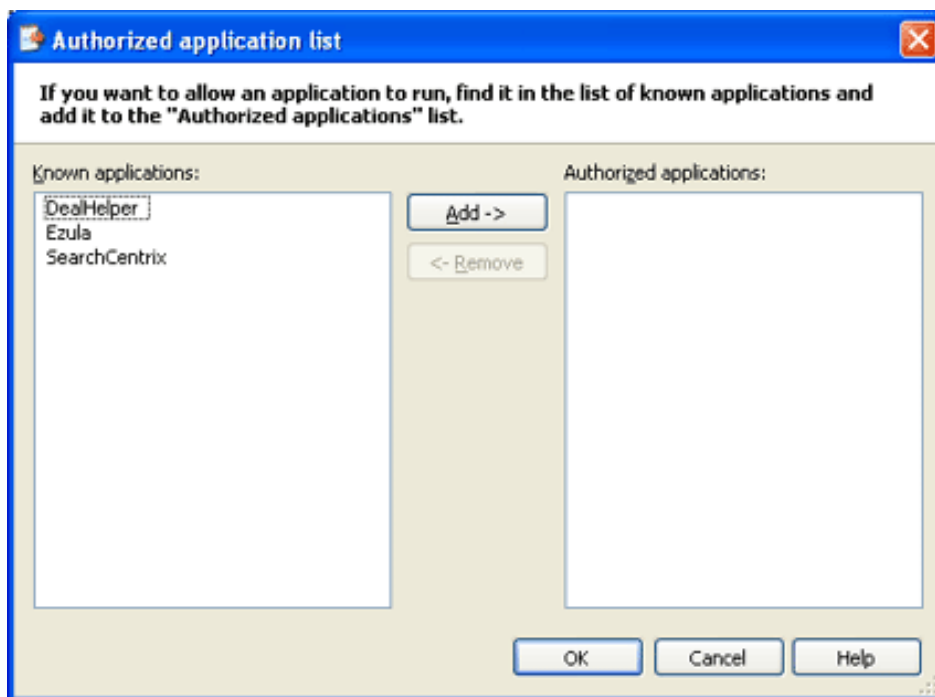 Authorized application list
If you want to allow an application to run, find it in the list of known applications and
add it to the "Authorized applications" list.
Known applications:
Authorized applications:
DealHelper
Ezula
SearchCentrix
Add ->
<- Remove
OK
Cancel
Help